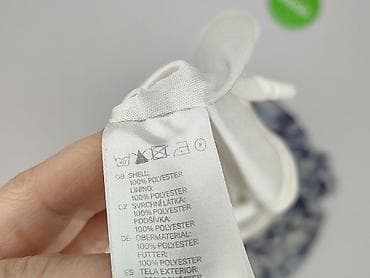 GB SHELL:
100% POLYESTER
LINING:
100% POLYESTER
CZ SVRCHNÍ LÁTKA:
100% POLYESTER
PODŠÍVKA:
100% POLYESTER
DE OBERMATERIAL:
100% POLYESTER
FUTTER:
100% POLYESTER
ES TELA EXTERIOR: